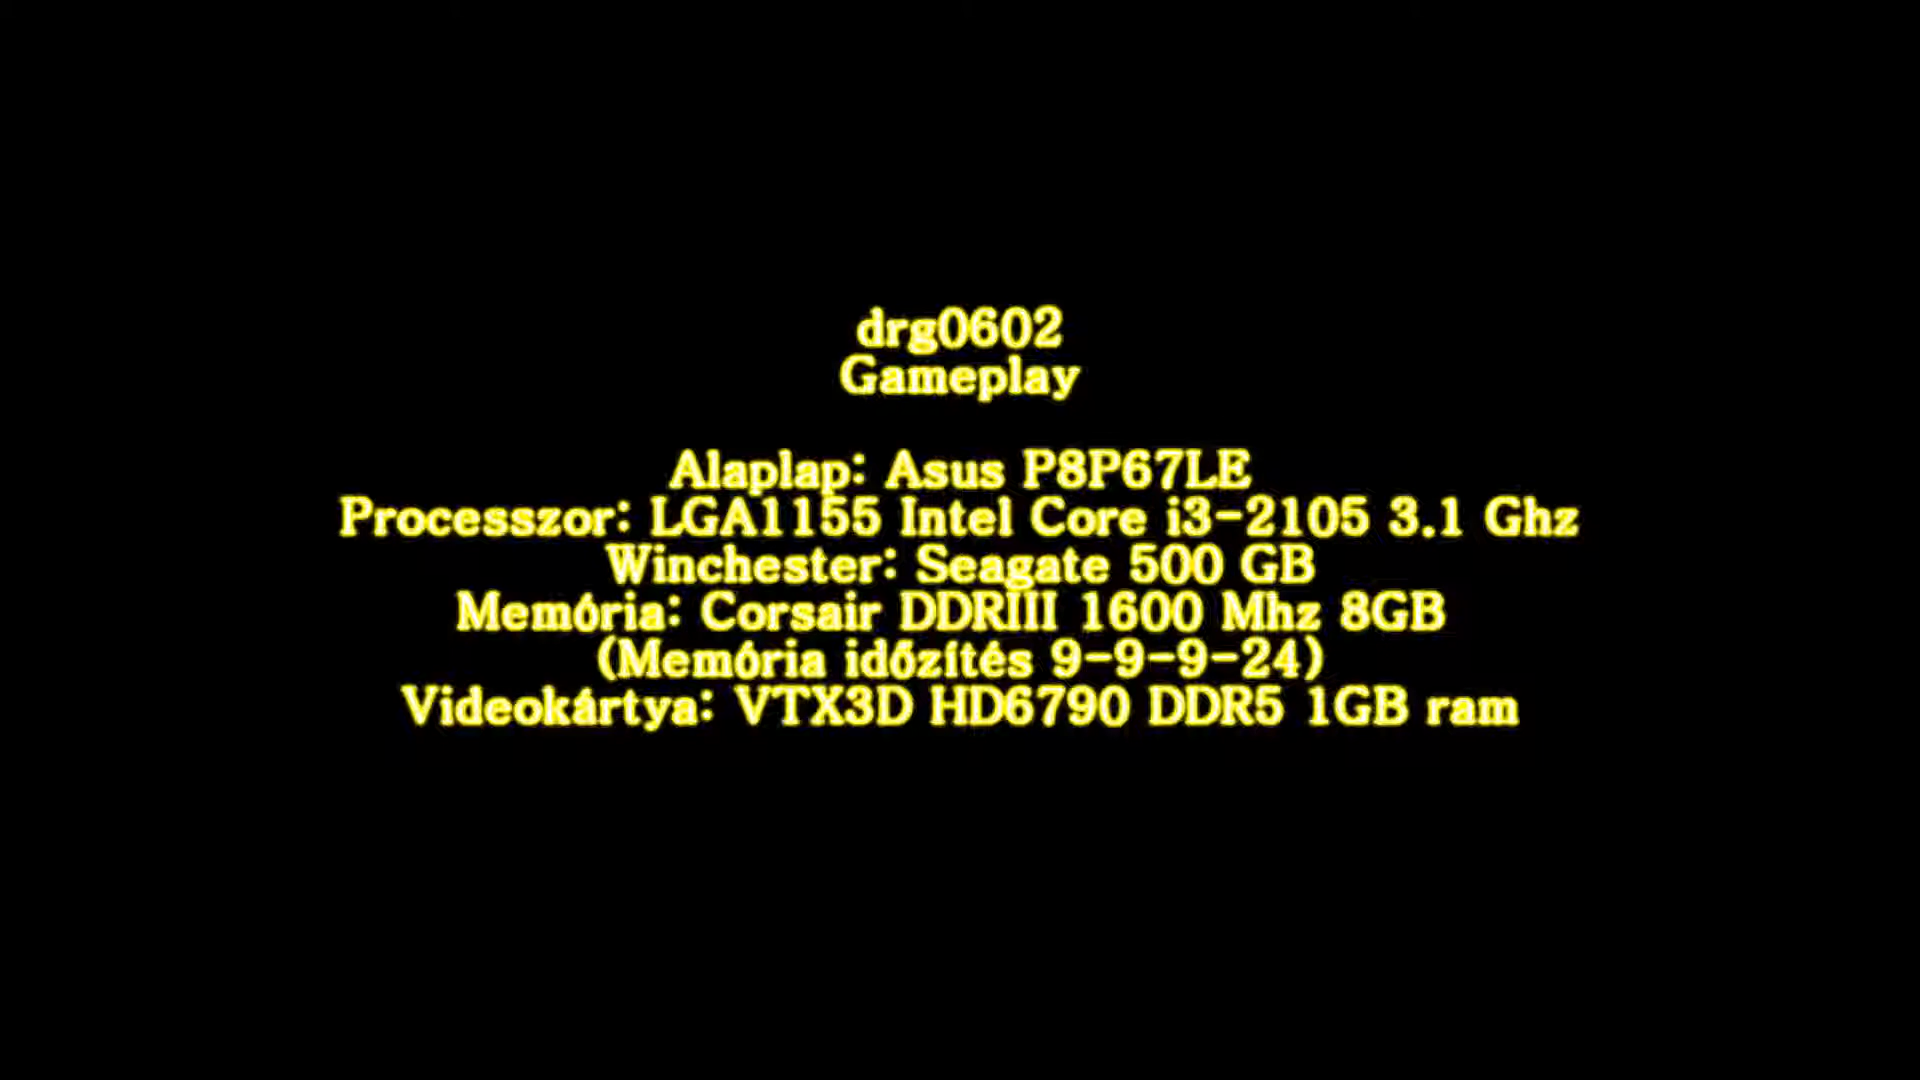 drg0602
Gameplay
Alaplap: Asus P8P67LE
Processzor: LGA1155 Intel Core i3-2105 3.1 Ghz
Winchester: Seagate 500 GB
Memória: Corsair DDRIII 1600 Mhz 8GB
(Memória időzítés 9-9-9-24)
Videokártya: VTX3D HD6790 DDR5 1GB ram